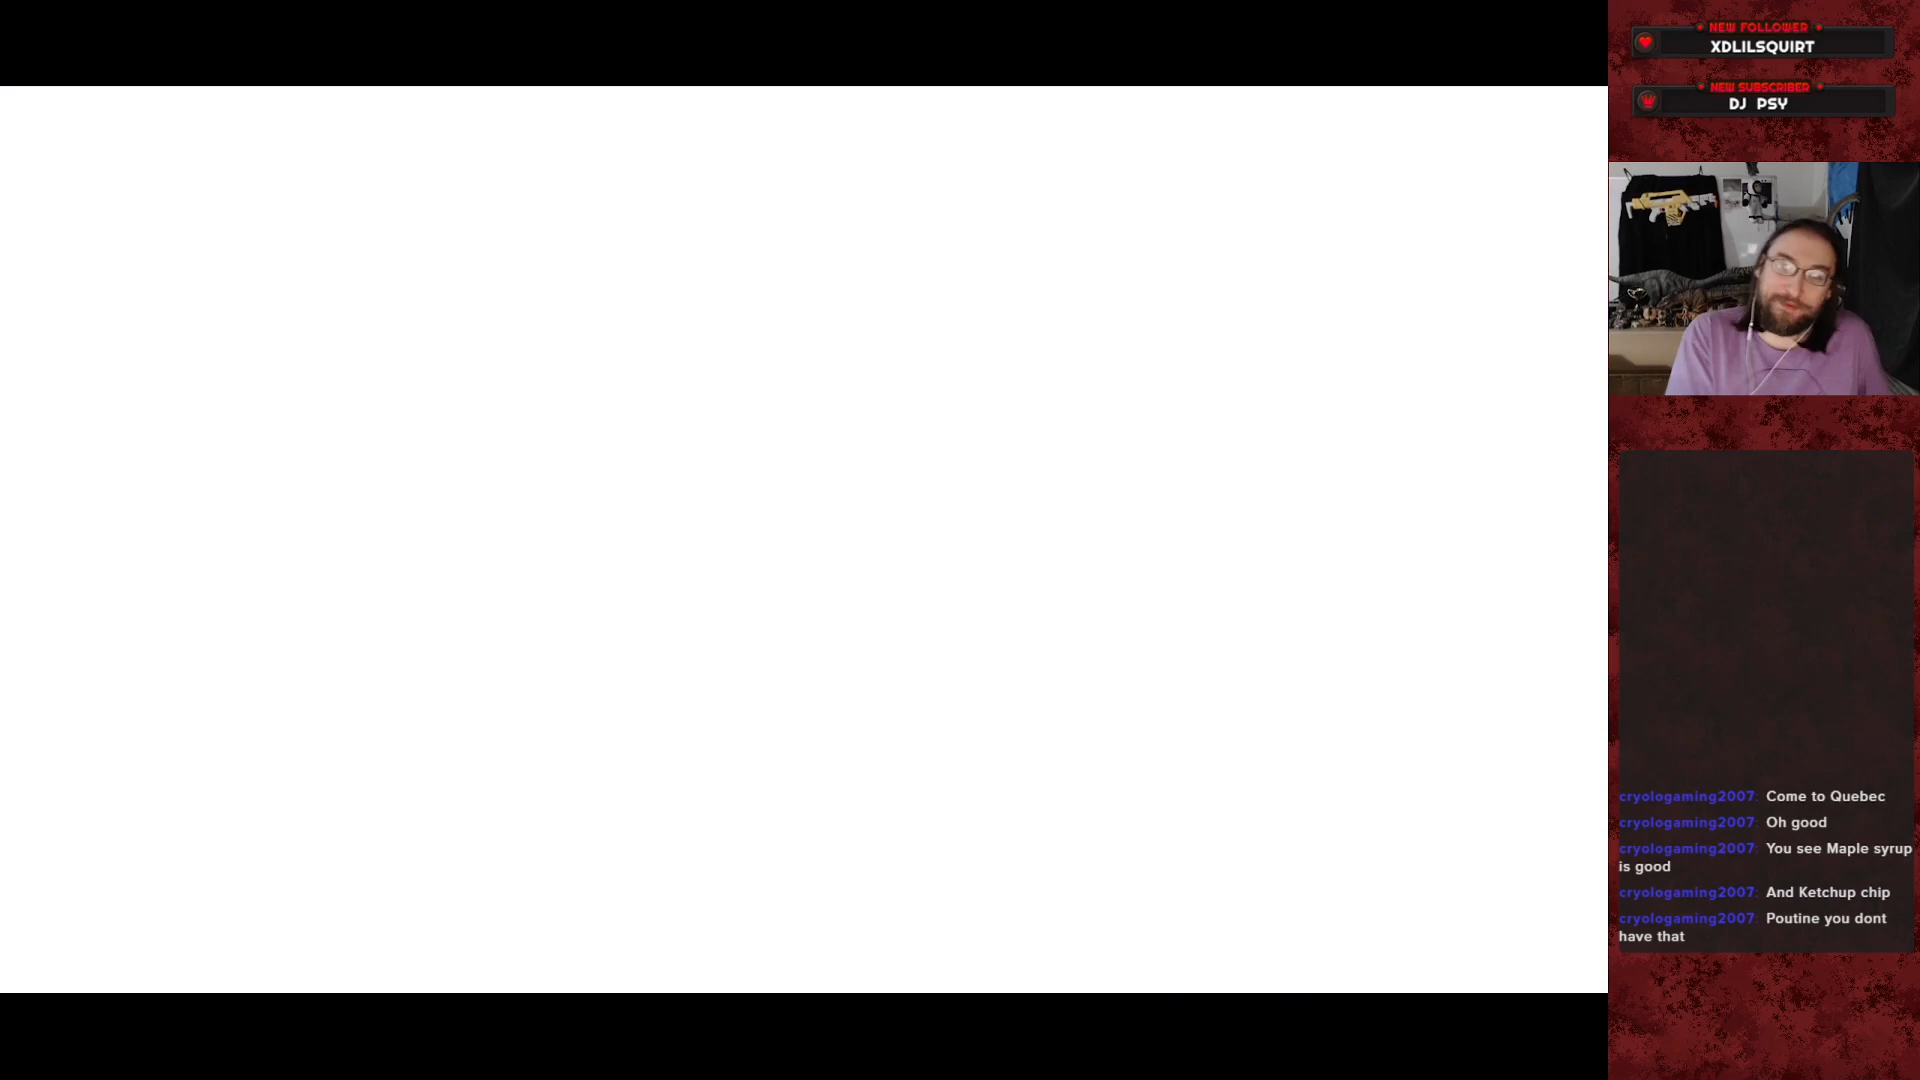 NEW FOLLOWER
XDLILSQUIRT
NEW SUBSCRIBER
DJ PSY
cryologaming2007: Come to Quebec
cryologaming2007: Oh good
cryologaming2007: You see Maple syrup
is good
cryologaming2007: And Ketchup chip
cryologaming2007: Poutine you dont
have that